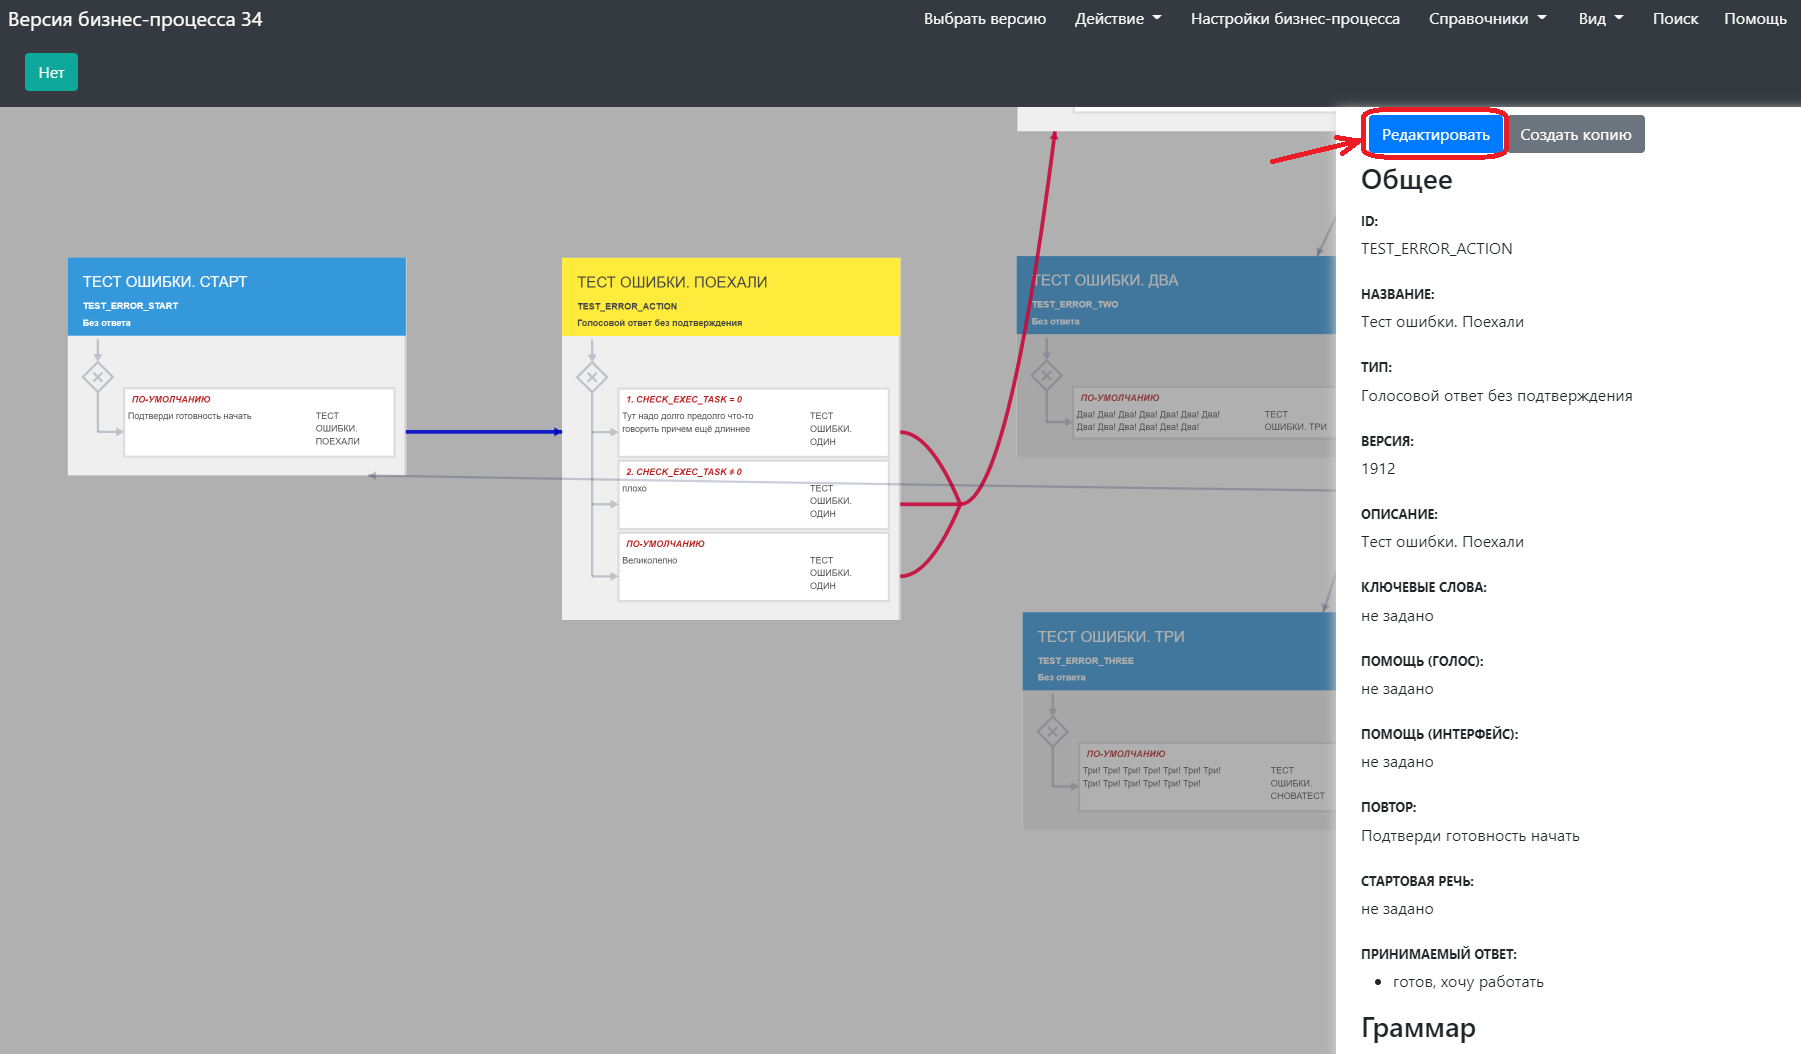 Версия бизнес-процесса 34
Выбрать версию
Действие
Настройки бизнес-процесса
Справочники
Вид
Поиск
Помощь
Нет
ТЕСТ ОШИБКИ. СТАРТ
TEST_ERROR_START
Без ответа
ПО-УМОЛЧАНИЮ
Подтверди готовность начать
ТЕСТ
ОШИБКИ.
ПОЕХАЛИ
ТЕСТ ОШИБКИ. ПОЕХАЛИ
TEST_ERROR_ACTION
Голосовой ответ без подтверждения
1. CHECK_EXEC_TASK = 0
Тут надо долго предолго что-то
говорить причем ещё длиннее
ТЕСТ
ОШИБКИ.
ОДИН
2. CHECK_EXEC_TASK ≠ 0
плохо
ТЕСТ
ОШИБКИ.
ОДИН
ПО-УМОЛЧАНИЮ
Великолепно
ТЕСТ
ОШИБКИ.
ОДИН
ТЕСТ ОШИБКИ. ДВА
TEST_ERROR_TWO
Без ответа
ПО-УМОЛЧАНИЮ
Два! Два! Два! Два! Два! Два! Два!
Два! Два! Два! Два! Два! Два!
ТЕСТ
ОШИБКИ. ТРИ
ТЕСТ ОШИБКИ. ТРИ
TEST_ERROR_THREE
Без ответа
ПО-УМОЛЧАНИЮ
Три! Три! Три! Три! Три! Три! Три!
Три! Три! Три! Три! Три! Три!
ТЕСТ
ОШИБКИ.
СНОВАТЕСТ
Редактировать
Создать копию
Общее
ID:
TEST_ERROR_ACTION
НАЗВАНИЕ:
Тест ошибки. Поехали
ТИП:
Голосовой ответ без подтверждения
ВЕРСИЯ:
1912
ОПИСАНИЕ:
Тест ошибки. Поехали
КЛЮЧЕВЫЕ СЛОВА:
не задано
ПОМОЩЬ (ГОЛОС):
не задано
ПОМОЩЬ (ИНТЕРФЕЙС):
не задано
ПОВТОР:
Подтверди готовность начать
СТАРТОВАЯ РЕЧЬ:
не задано
ПРИНИМАЕМЫЙ ОТВЕТ:
• готов, хочу работать
Граммар